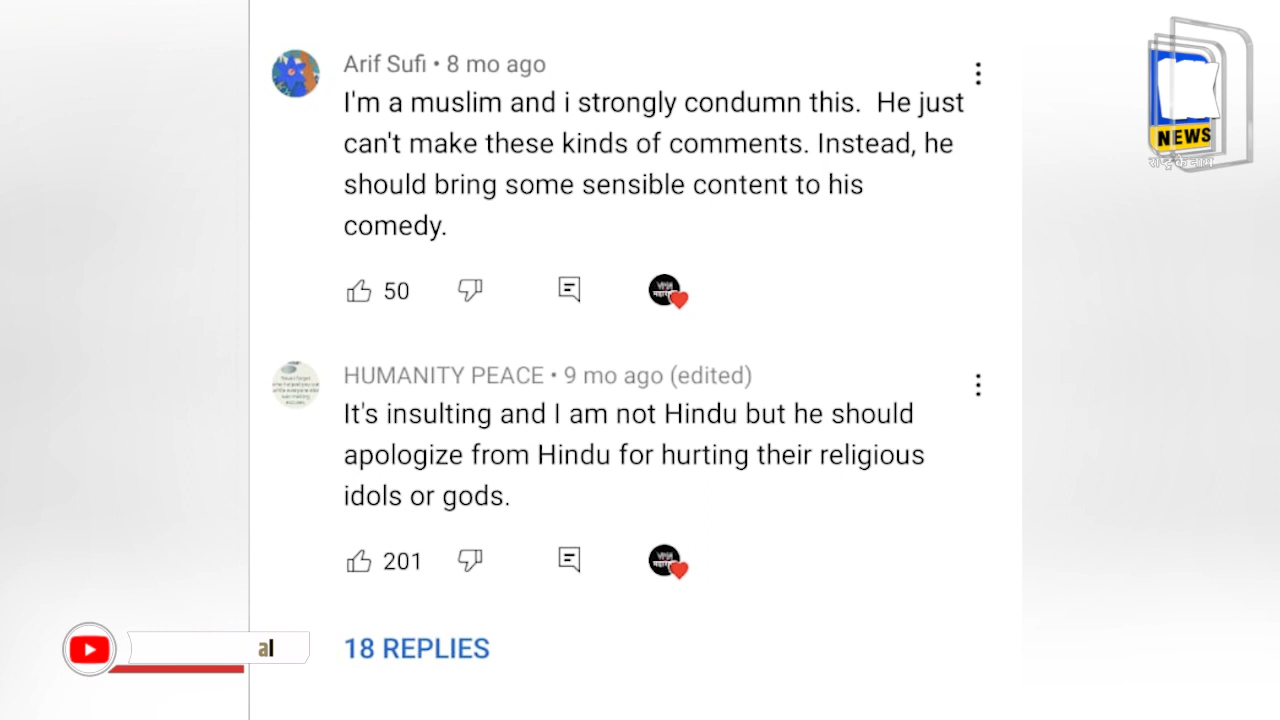 Arif Sufi • 8 mo ago
I'm a muslim and i strongly condumn this. He just
can't make these kinds of comments. Instead, he
should bring some sensible content to his
comedy.
50
HUMANITY PEACE • 9 mo ago (edited)
It's insulting and I am not Hindu but he should
apologize from Hindu for hurting their religious
idols or gods.
201
18 REPLIES
NEWS
al